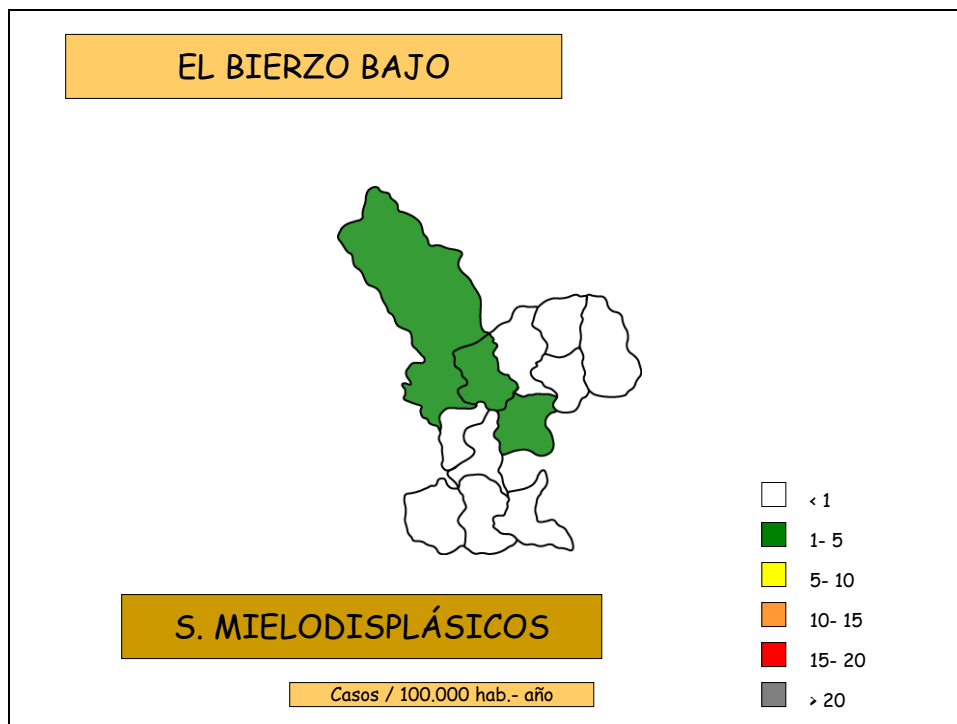 EL BIERZO BAJO
< 1
1- 5
5- 10
10- 15
15- 20
> 20
S. MIELODISPLÁSICOS
Casos / 100.000 hab.- año